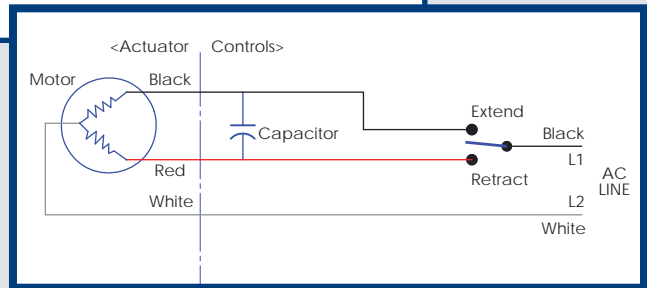 <Actuator Controls>
Motor
Black
Extend
Capacitor
Black
L1
AC
LINE
Red
Retract
White
L2
White